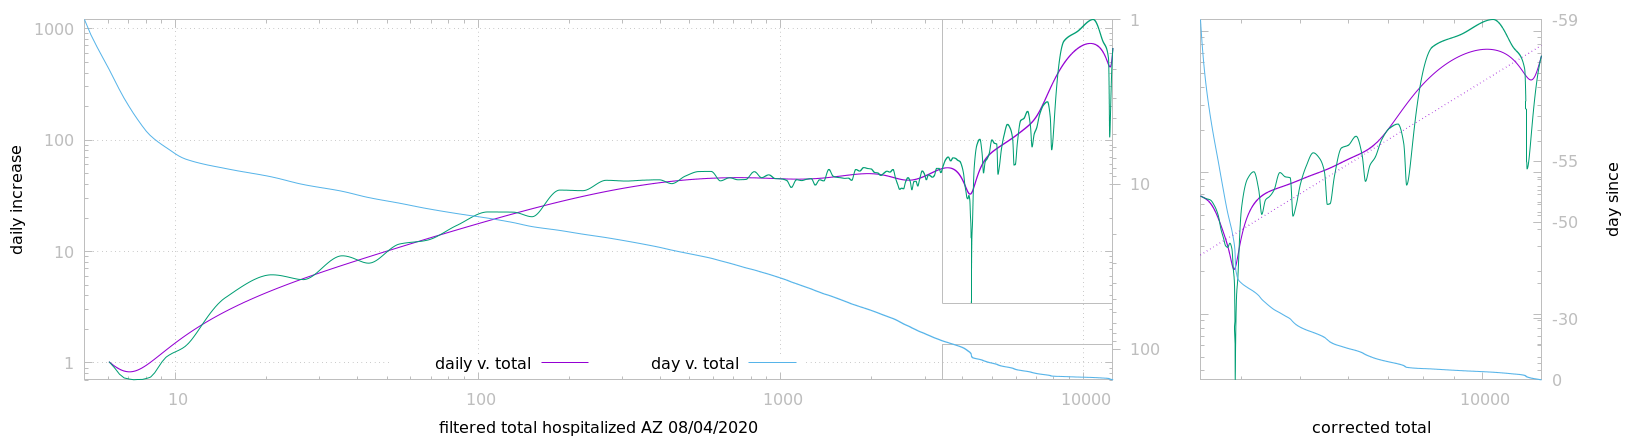 1000
100
10
1
daily increase
10
100
1000
10000
filtered total hospitalized AZ 08/04/2020
daily v. total
day v. total
1
10
100
10000
corrected total
-59
-55
-50
-30
0
day since